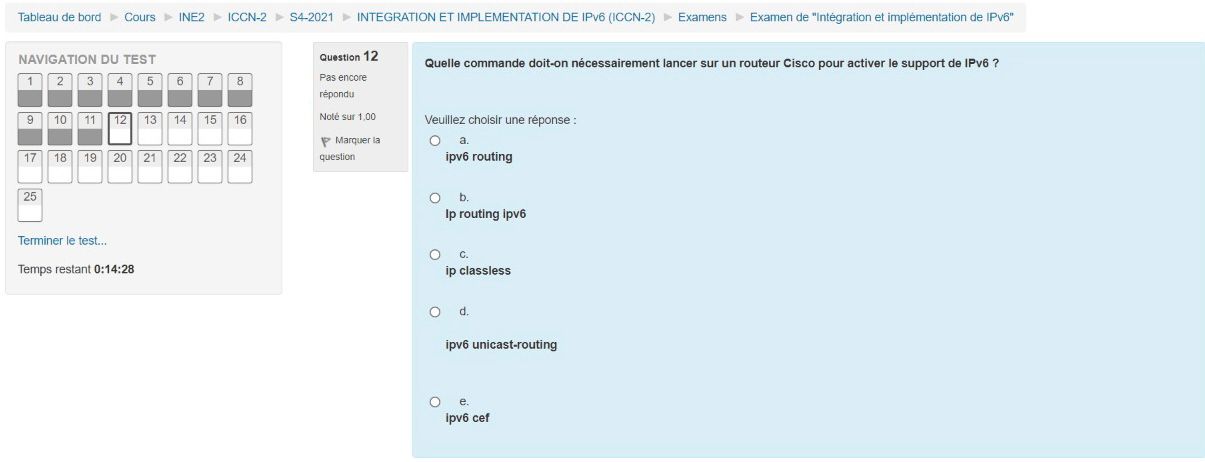 Tableau de bord ► Cours ► INE2 ► ICCN-2 ► S4-2021 ► INTEGRATION ET IMPLEMENTATION DE IPv6 (ICCN-2) ► Examens ► Examen de "Intégration et implémentation de IPv6"
NAVIGATION DU TEST
1 2 3 4 5 6 7 8
9 10 11 12 13 14 15 16
17 18 19 20 21 22 23 24
25
Terminer le test...
Temps restant 0:14:28
Question 12
Pas encore
répondu
Noté sur 1,00
Marquer la
question
Quelle commande doit-on nécessairement lancer sur un routeur Cisco pour activer le support de IPv6 ?
Veuillez choisir une réponse :
a.
ipv6 routing
b.
Ip routing ipv6
c.
ip classless
d.
ipv6 unicast-routing
e.
ipv6 cef